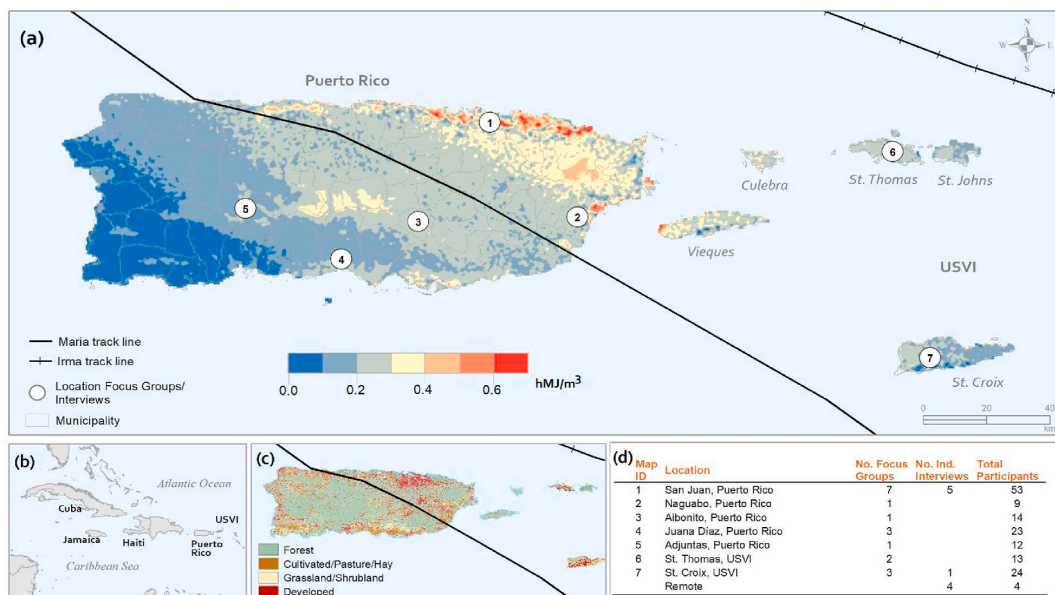 (a)
N
W E
S
Puerto Rico
1
6
St. Thomas
St. Johns
Culebra
5
3
2
Vieques
4
USVI
Maria track line
Irma track line
Location Focus Groups/
Interviews
Municipality
0.0 0.2 0.4 0.6 hMJ/m³
7
St. Croix
0 20 40
km
(b)
Atlantic Ocean
Cuba
USVI
Jamaica
Haiti
Puerto
Rico
Caribbean Sea
(c)
Forest
Cultivated/Pasture/Hay
Grassland/Shrubland
Developed
(d)
Map ID Location No. Focus Groups No. Ind. Interviews Total Participants
1 San Juan, Puerto Rico 7 5 53
2 Naguabo, Puerto Rico 1 9
3 Aibonito, Puerto Rico 1 14
4 Juana Díaz, Puerto Rico 3 23
5 Adjuntas, Puerto Rico 1 12
6 St. Thomas, USVI 2 13
7 St. Croix, USVI 3 1 24
Remote 4 4